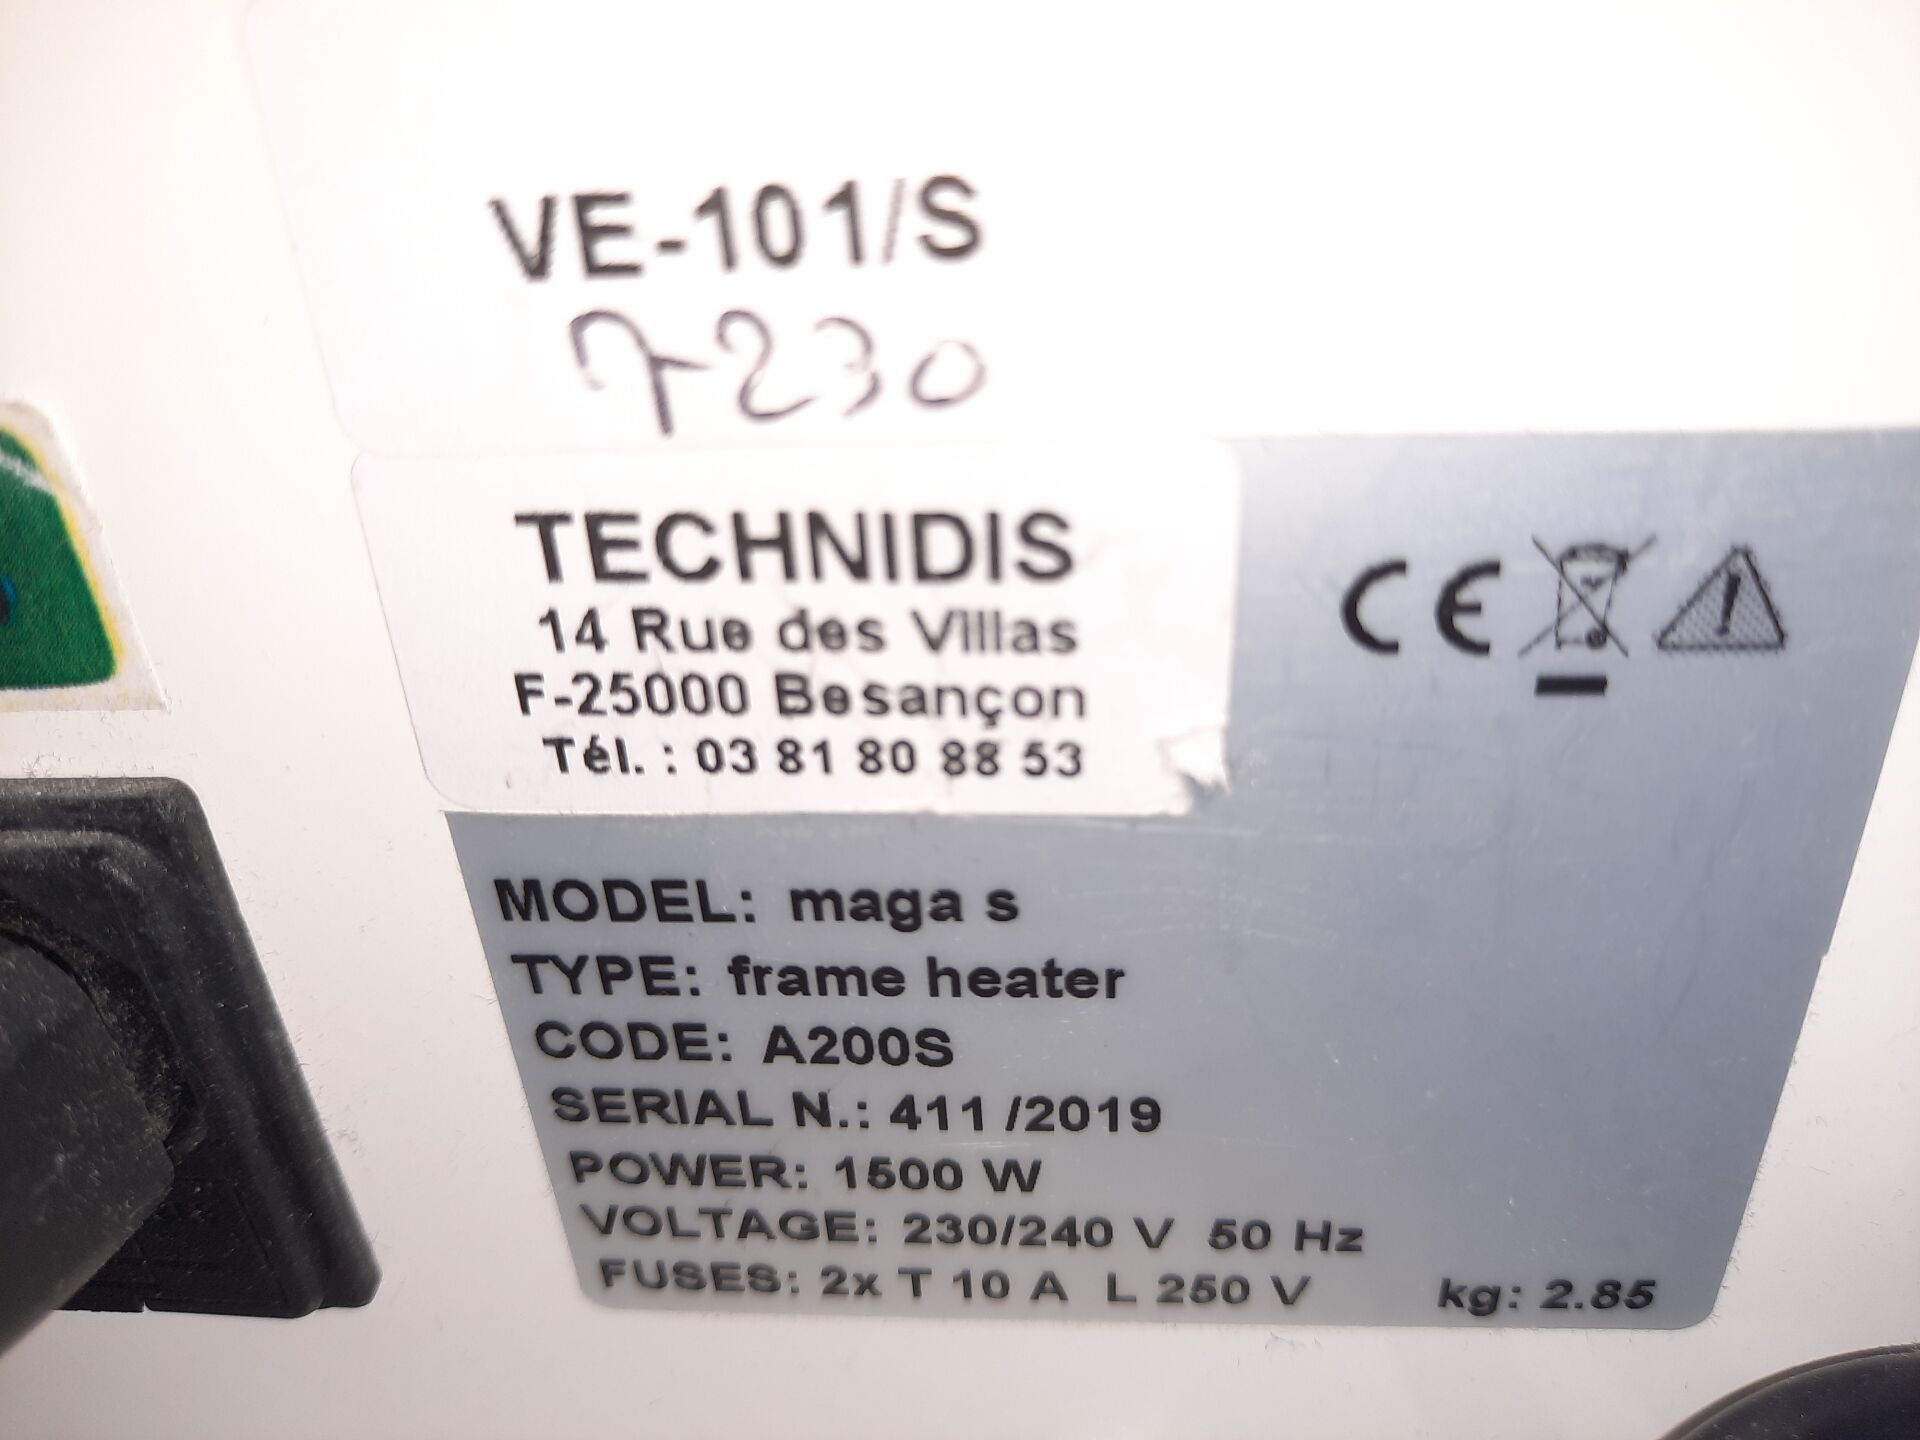 VE-101/S
7230
TECHNIDIS
14 Rue des Villas
F-25000 Besançon
Tél. : 03 81 80 88 53
CE
MODEL: maga s
TYPE: frame heater
CODE: A200S
SERIAL N.: 411 /2019
POWER: 1500 W
VOLTAGE: 230/240 V 50 Hz
FUSES: 2x T 10 A L 250 V
kg: 2.85